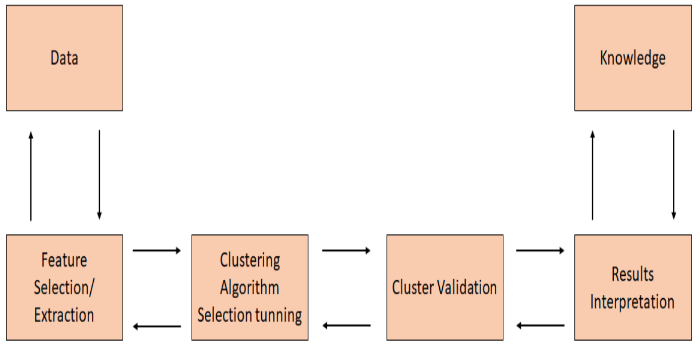 Data
Knowledge
Feature
Selection/
Extraction
Clustering
Algorithm
Selection tunning
Cluster Validation
Results
Interpretation